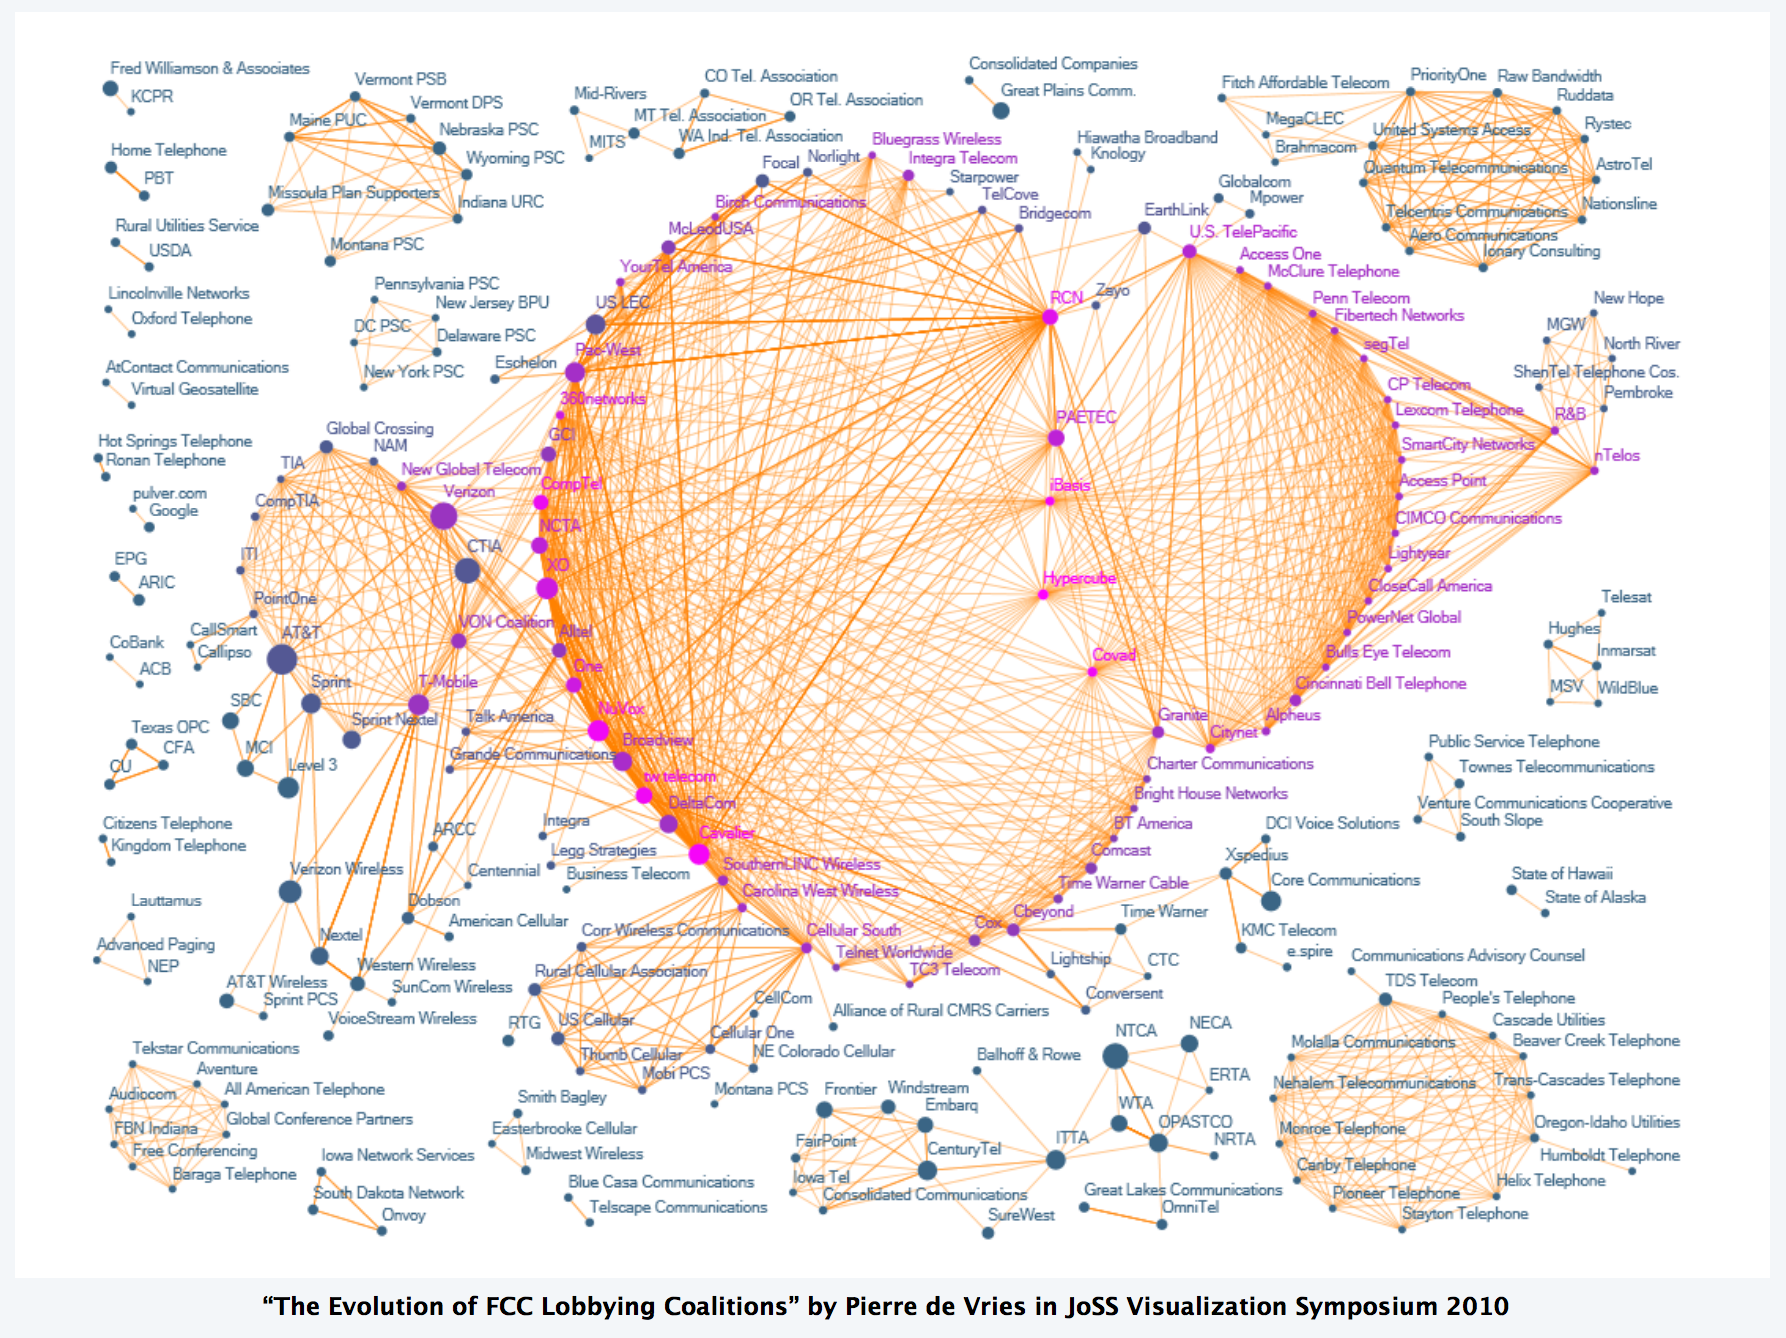 Fred Williamson & Associates
KCPR
Vermont PSB
Vermont DPS
Maine PUC
Nebraska PSC
Wyoming PSC
Missoula Plan Supporters
Indiana URC
Montana PSC
Home Telephone
PBT
Rural Utilities Service
USDA
Lincolnville Networks
Oxford Telephone
AtContact Communications
Virtual Geosatellite
Hot Springs Telephone
Ronan Telephone
pulver.com
Google
EPG
ARIC
CoBank
ACB
Texas OPC
CFA
CU
Citizens Telephone
Kingdom Telephone
Lauttamus
Advanced Paging
NEP
Pennsylvania PSC
New Jersey BPU
DC PSC
Delaware PSC
New York PSC
Mid-Rivers
MITS
CO Tel. Association
OR Tel. Association
MT Tel. Association
WA Ind. Tel. Association
Consolidated Companies
Great Plains Comm.
Focal
Norlight
Bluegrass Wireless
Integra Telecom
Starpower
TelCove
Bridgecom
Birch Communications
McLeodUSA
YourTel America
US LEC
Pac-West
Eschelon
360networks
GCI
CompTel
NCTA
XO
Alltel
One
NuVox
Broadview
tw telecom
DeltaCom
Cavalier
SouthernLINC Wireless
Carolina West Wireless
Cellular South
Telnet Worldwide
TC3 Telecom
Hiawatha Broadband
Knology
Globalcom
Mpower
EarthLink
U.S. TelePacific
Access One
McClure Telephone
Penn Telecom
Fibertech Networks
segTel
CP Telecom
Lexcom Telephone
SmartCity Networks
Access Point
CIMCO Communications
Lightyear
CloseCall America
PowerNet Global
Bulls Eye Telecom
Cincinnati Bell Telephone
Alpheus
Citynet
Granite
Charter Communications
Bright House Networks
BT America
Comcast
Time Warner Cable
Cbeyond
Cox
RCN
Zayo
PAETEC
iBasis
Hypercube
Covad
Fitch Affordable Telecom
PriorityOne
Raw Bandwidth
Ruddata
MegaCLEC
United Systems Access
Rystec
Brahmacom
Quantum Telecommunications
AstroTel
Telcentris Communications
Nationsline
Aero Communications
Ionary Consulting
New Hope
MGW
North River
ShenTel Telephone Cos.
Pembroke
R&B
nTelos
Telesat
Hughes
Inmarsat
MSV
WildBlue
Global Crossing
NAM
TIA
New Global Telecom
Verizon
CompTIA
CTIA
ITI
PointOne
VON Coalition
AT&T
CallSmart
Callipso
Sprint
T-Mobile
SBC
Sprint Nextel
Talk America
MCI
Level 3
Grande Communications
ARCC
Centennial
Verizon Wireless
Dobson
American Cellular
Nextel
Western Wireless
AT&T Wireless
SunCom Wireless
Sprint PCS
VoiceStream Wireless
Integra
Legg Strategies
Business Telecom
Corr Wireless Communications
Rural Cellular Association
RTG
US Cellular
CellCom
Cellular One
Thumb Cellular
NE Colorado Cellular
Mobi PCS
Montana PCS
Alliance of Rural CMRS Carriers
Time Warner
Lightship
CTC
Conversent
DCI Voice Solutions
Xspedius
Core Communications
KMC Telecom
e.spire
Public Service Telephone
Townes Telecommunications
Venture Communications Cooperative
South Slope
State of Hawaii
State of Alaska
Communications Advisory Counsel
TDS Telecom
People's Telephone
Cascade Utilities
Molalla Communications
Beaver Creek Telephone
Nehalem Telecommunications
Trans-Cascades Telephone
Monroe Telephone
Oregon-Idaho Utilities
Canby Telephone
Humboldt Telephone
Pioneer Telephone
Helix Telephone
Stayton Telephone
Tekstar Communications
Aventure
Audiocom
All American Telephone
FBN Indiana
Global Conference Partners
Free Conferencing
Baraga Telephone
Iowa Network Services
South Dakota Network
Onvoy
Smith Bagley
Easterbrooke Cellular
Midwest Wireless
Blue Casa Communications
Telscape Communications
Frontier
Windstream
Embarq
FairPoint
CenturyTel
Iowa Tel
Consolidated Communications
SureWest
Balhoff & Rowe
NTCA
NECA
ERTA
WTA
OPASTCO
ITTA
NRTA
Great Lakes Communications
OmniTel
“The Evolution of FCC Lobbying Coalitions” by Pierre de Vries in JoSS Visualization Symposium 2010